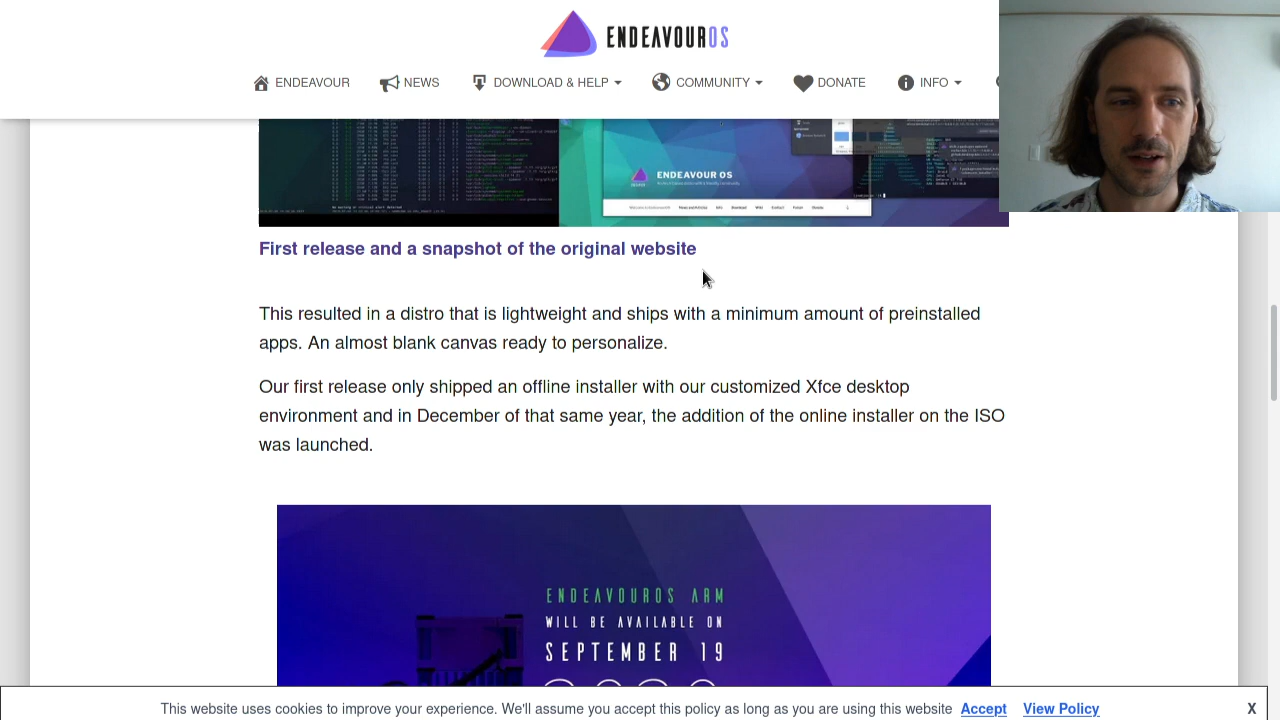 ENDEAVOUROS
ENDEAVOUR NEWS DOWNLOAD & HELP COMMUNITY DONATE INFO
ENDEAVOUR OS
First release and a snapshot of the original website
This resulted in a distro that is lightweight and ships with a minimum amount of preinstalled
apps. An almost blank canvas ready to personalize.
Our first release only shipped an offline installer with our customized Xfce desktop
environment and in December of that same year, the addition of the online installer on the ISO
was launched.
ENDEAVOUROS ARM
WILL BE AVAILABLE ON
SEPTEMBER 19
This website uses cookies to improve your experience. We'll assume you accept this policy as long as you are using this website Accept View Policy X